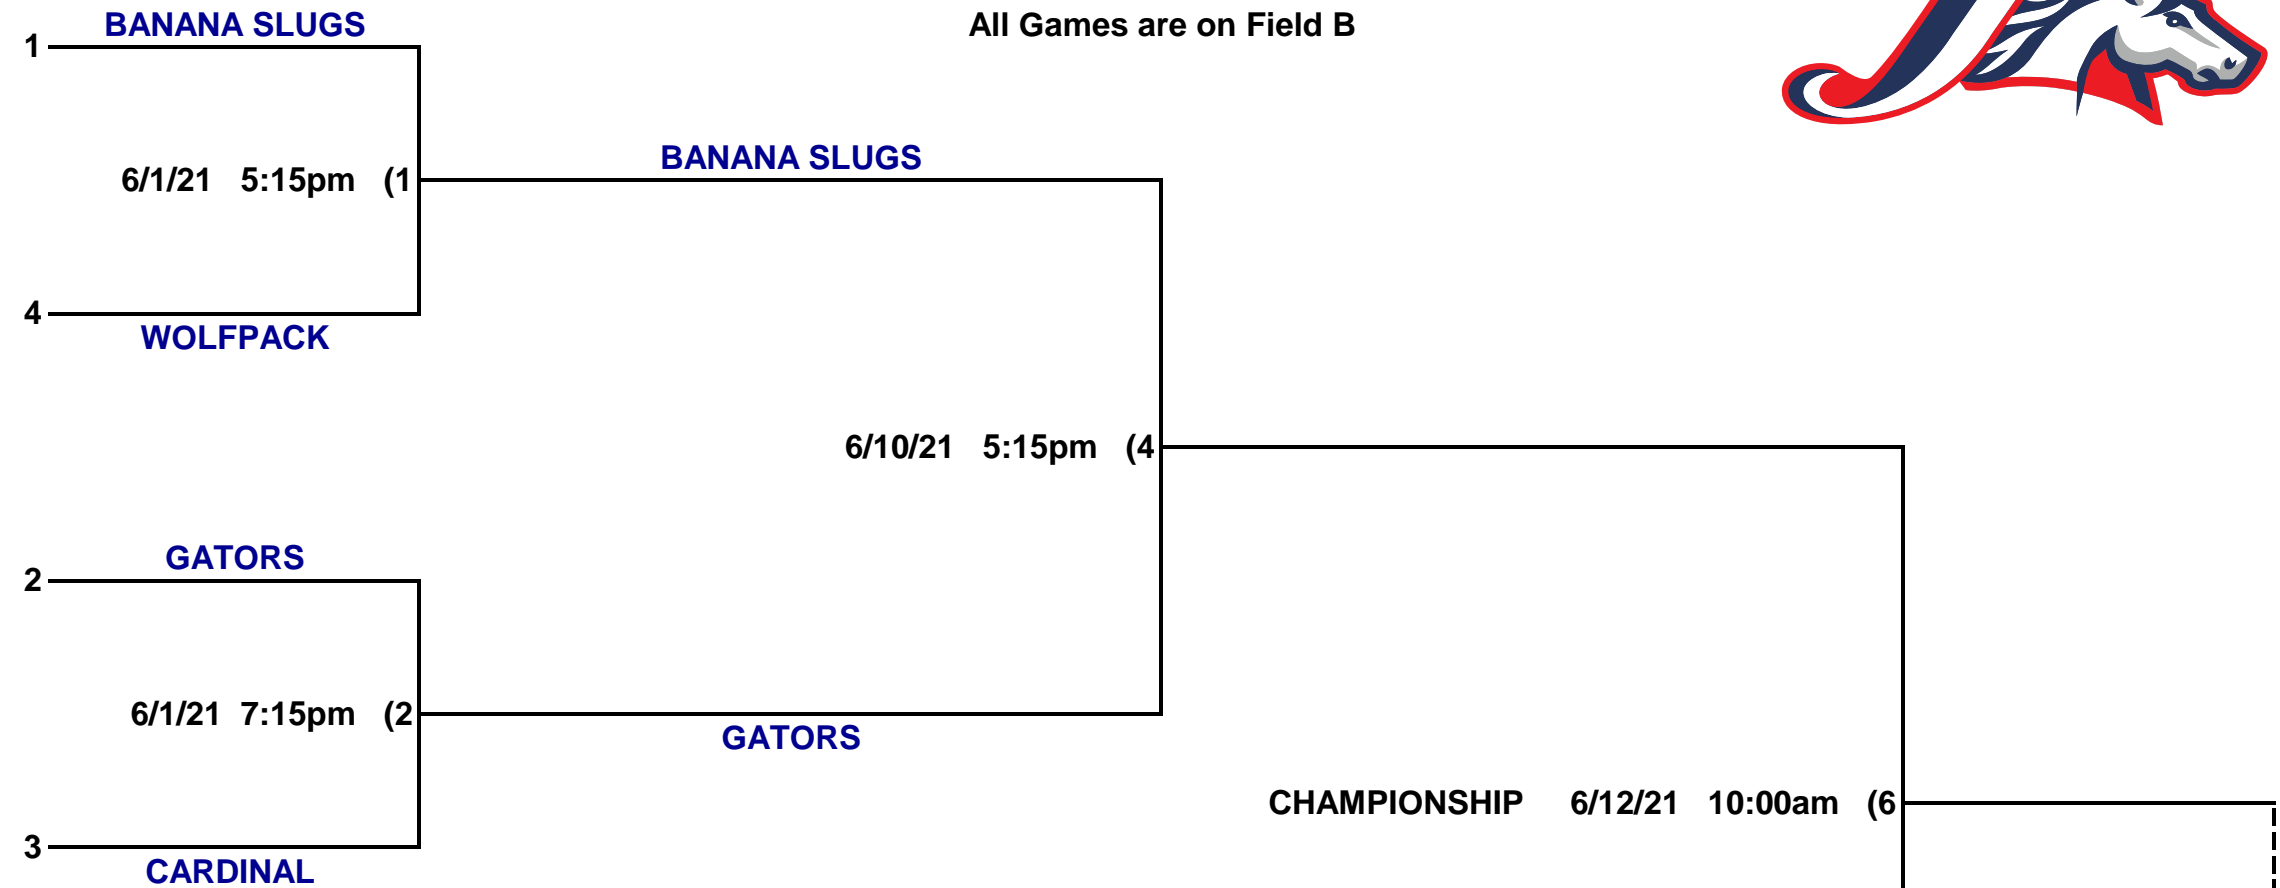 BANANA SLUGS
All Games are on Field B
1
BANANA SLUGS
6/1/21 5:15pm (1
4
WOLFPACK
6/10/21 5:15pm (4
GATORS
2
6/1/21 7:15pm (2
GATORS
CHAMPIONSHIP 6/12/21 10:00am (6
3
CARDINAL